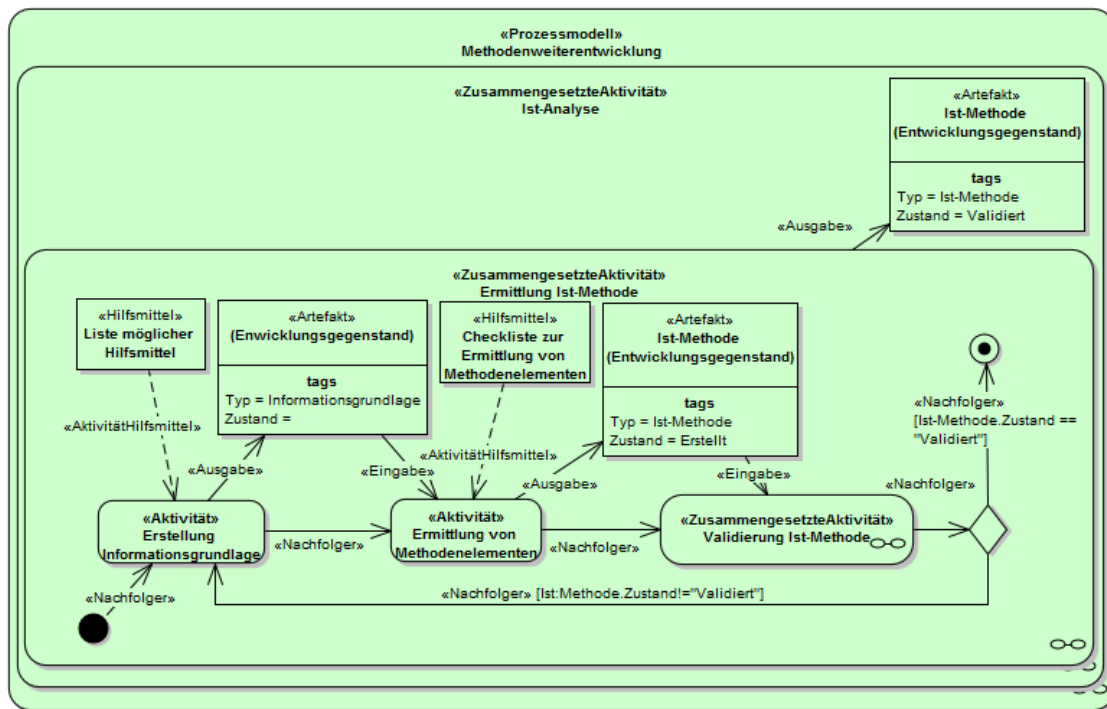 «Prozessmodell»
Methodenweiterentwicklung
«ZusammengesetzteAktivität»
Ist-Analyse
«Artefakt»
Ist-Methode
(Entwicklungsgegenstand)
tags
Typ = Ist-Methode
Zustand = Validiert
«Ausgabe»
«ZusammengesetzteAktivität»
Ermittlung Ist-Methode
«Hilfsmittel»
Liste möglicher
Hilfsmittel
«Artefakt»
(Enwicklungsgegenstand)
tags
Typ = Informationsgrundlage
Zustand =
«Hilfsmittel»
Checkliste zur
Ermittlung von
Methodenelementen
«Artefakt»
Ist-Methode
(Entwicklungsgegenstand)
tags
Typ = Ist-Methode
Zustand = Erstellt
«Nachfolger»
[Ist-Methode.Zustand ==
"Validiert"]
«AktivitätHilfsmittel»
«Ausgabe»
«Eingabe»
«AktivitätHilfsmittel»
«Ausgabe»
«Eingabe»
«Nachfolger»
«Aktivität»
Erstellung
Informationsgrundlage
«Nachfolger»
«Aktivität»
Ermittlung von
Methodenelementen
«Nachfolger»
«ZusammengesetzteAktivität»
Validierung Ist-Methode
«Nachfolger»
«Nachfolger» [Ist:Methode.Zustand!="Validiert"]